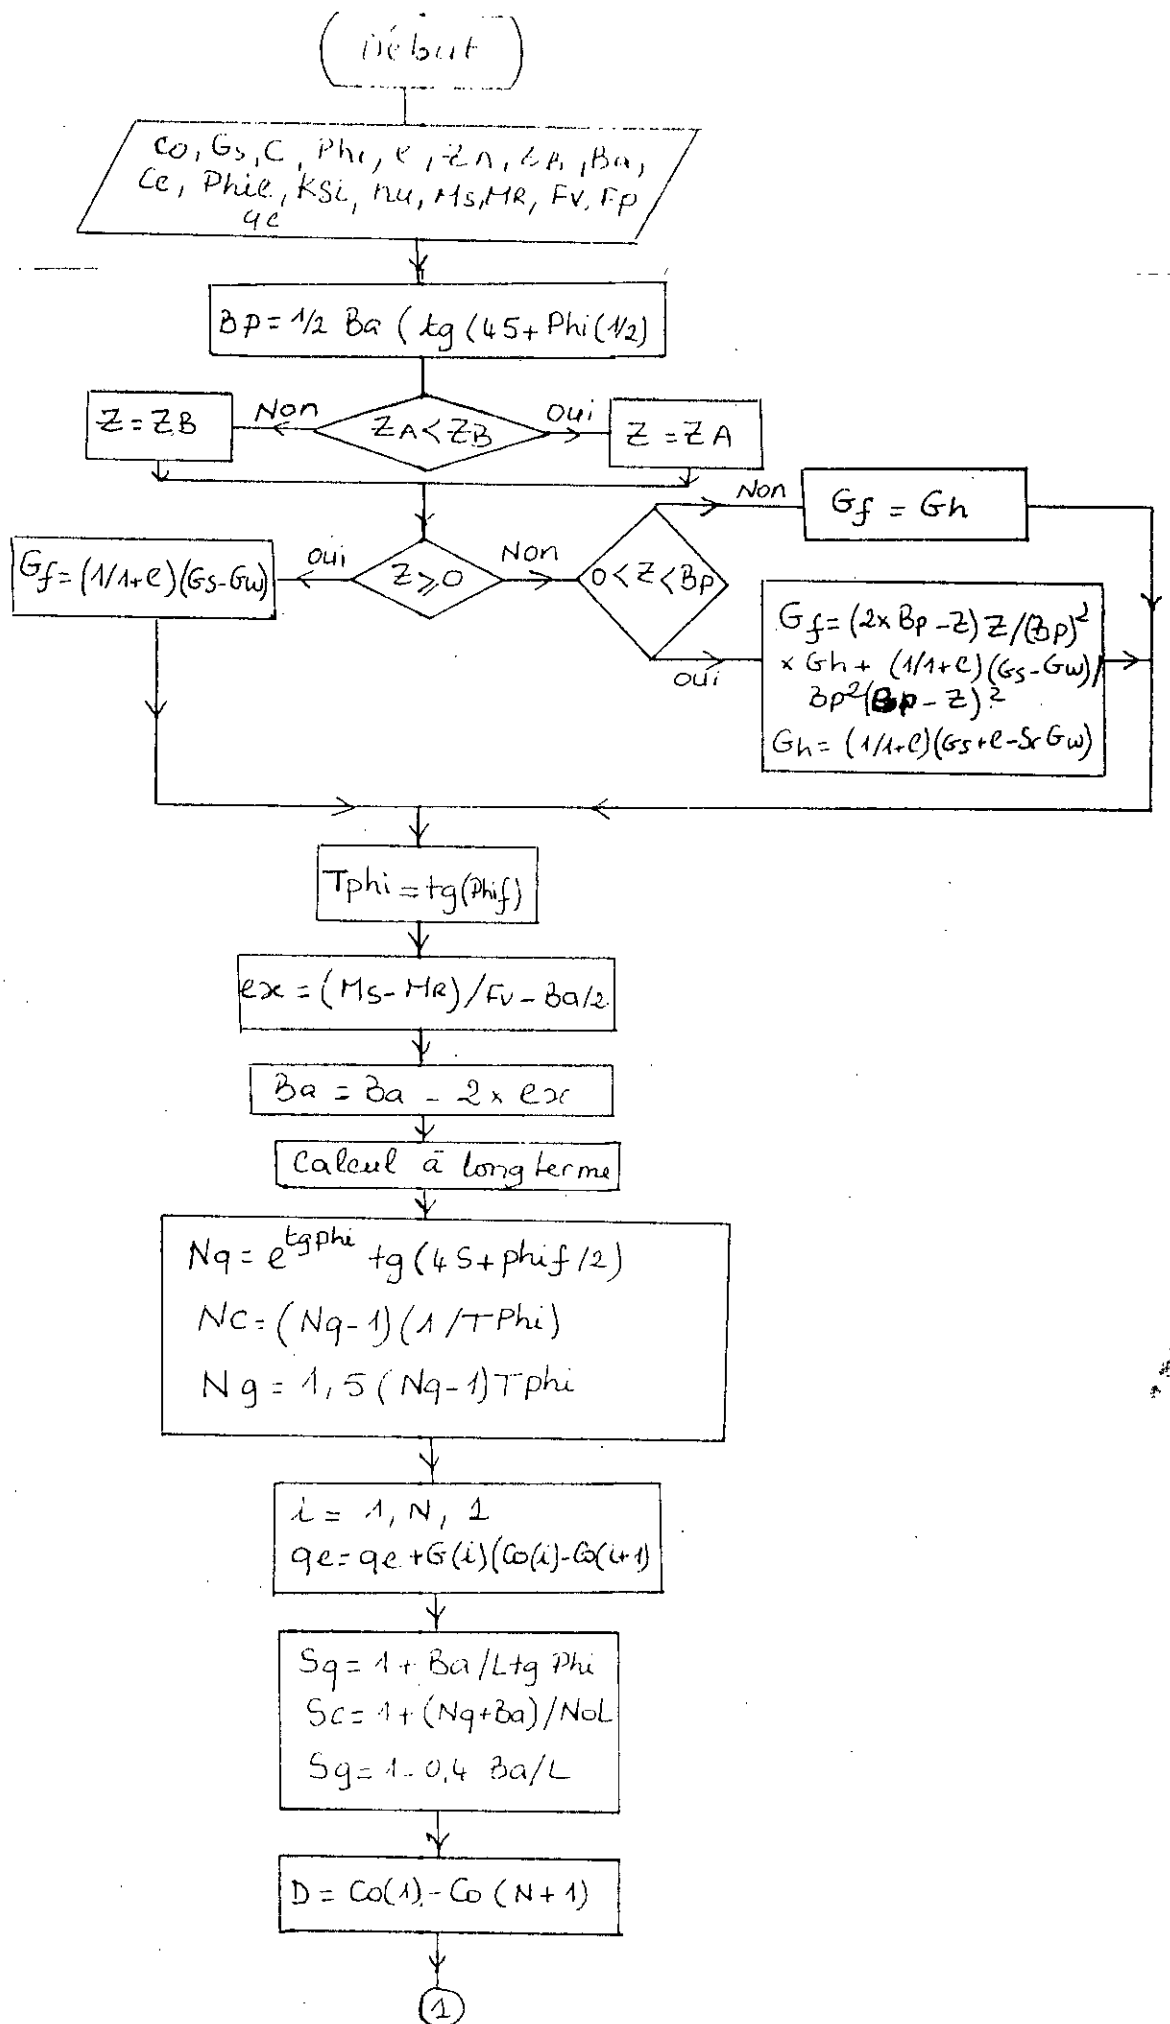 Début
Co, Gs, C, Phi, e, ZA, ZB, Ba,
Ce, Phie, KSi, nu, Ms, MR, Fv, Fp
qe
Bp = 1/2 Ba ( tg (45 + Phi(1/2)
Z = ZB
Non
ZA < ZB
Oui
Z = ZA
Non
Gf = Gh
Gf = (1/1+e)(Gs-Gw)
oui
Z ⩾ 0
Non
0 < Z < Bp
oui
Gf = (2x Bp - Z) Z/(Bp)²
x Gh + (1/1+e)(Gs-Gw)/
Bp²(Bp - Z)²
Gh = (1/1+e)(Gs+e-Sr Gw)
Tphi = tg(Phif)
ex = (Ms - MR)/Fv - Ba/2
Ba = Ba - 2 x ex
Calcul à long terme
Nq = e^tgphi tg(45+phif/2)
NC = (Nq-1)(1/TPhi)
Ng = 1,5 (Nq-1) Tphi
i = 1, N, 1
qe = qe + G(i)(Co(i)-Co(i+1)
Sq = 1 + Ba/Ltg Phi
Sc = 1 + (Nq+Ba)/NoL
Sg = 1 - 0,4 Ba/L
D = Co(1) - Co (N+1)
1